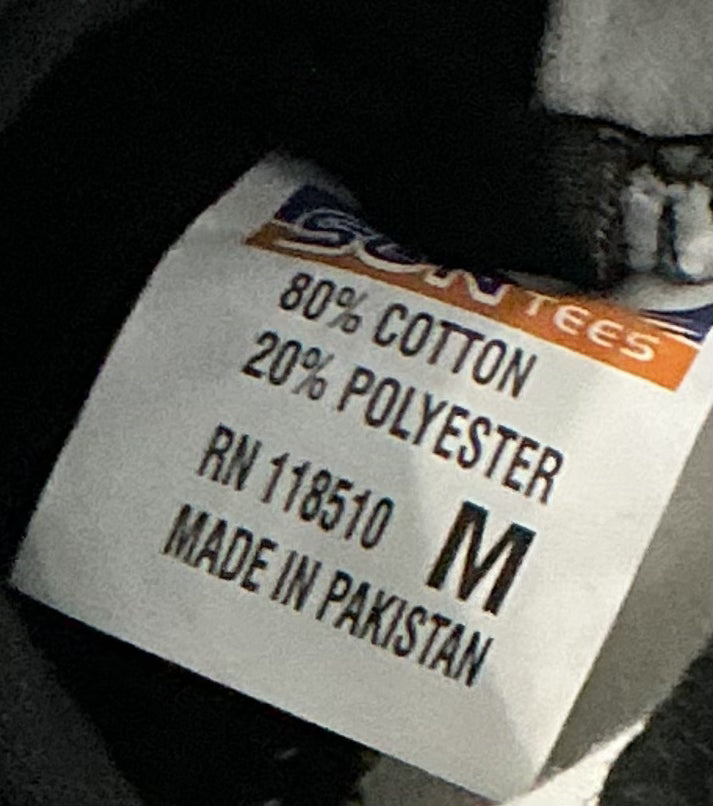 SUN TEES
80% COTTON
20% POLYESTER
RN 118510 M
MADE IN PAKISTAN